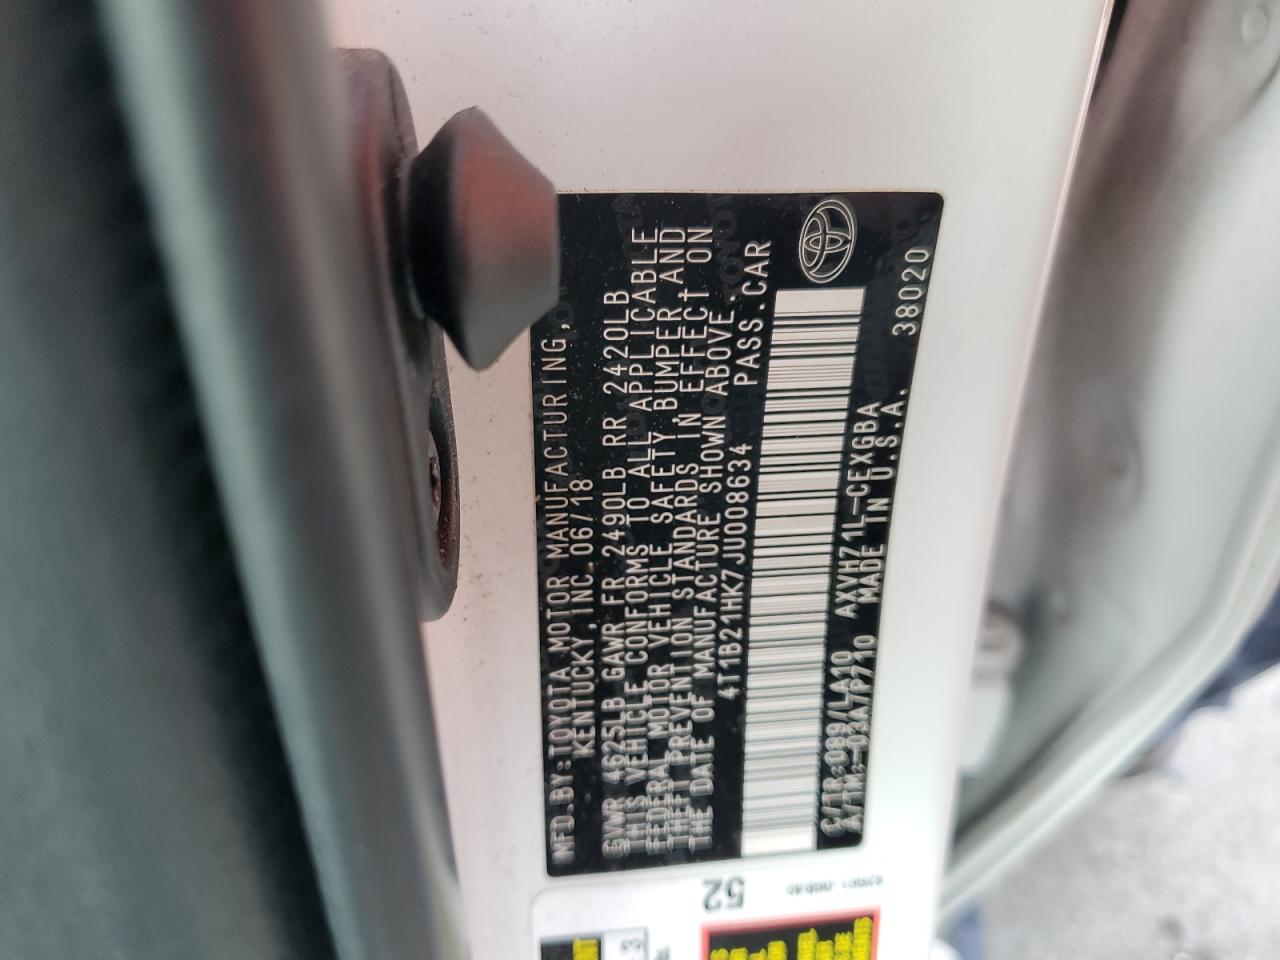 MFD.BY:TOYOTA MOTOR MANUFACTURING,
KENTUCKY,INC. 06/18
GVWR 4625LB GAWR FR 2490LB RR 2420LB
THIS VEHICLE CONFORMS TO ALL APPLICABLE
FEDERAL MOTOR VEHICLE SAFETY,BUMPER,AND
THEFT PREVENTION STANDARDS IN EFFECT ON
THE DATE OF MANUFACTURE SHOWN ABOVE.
4T1B21HK7JU008634 PASS.CAR
C/TR:089/LA10 AXVH71L-CEXGBA
A/TM:-03A/P710 MADE IN U.S.A. 38020
52